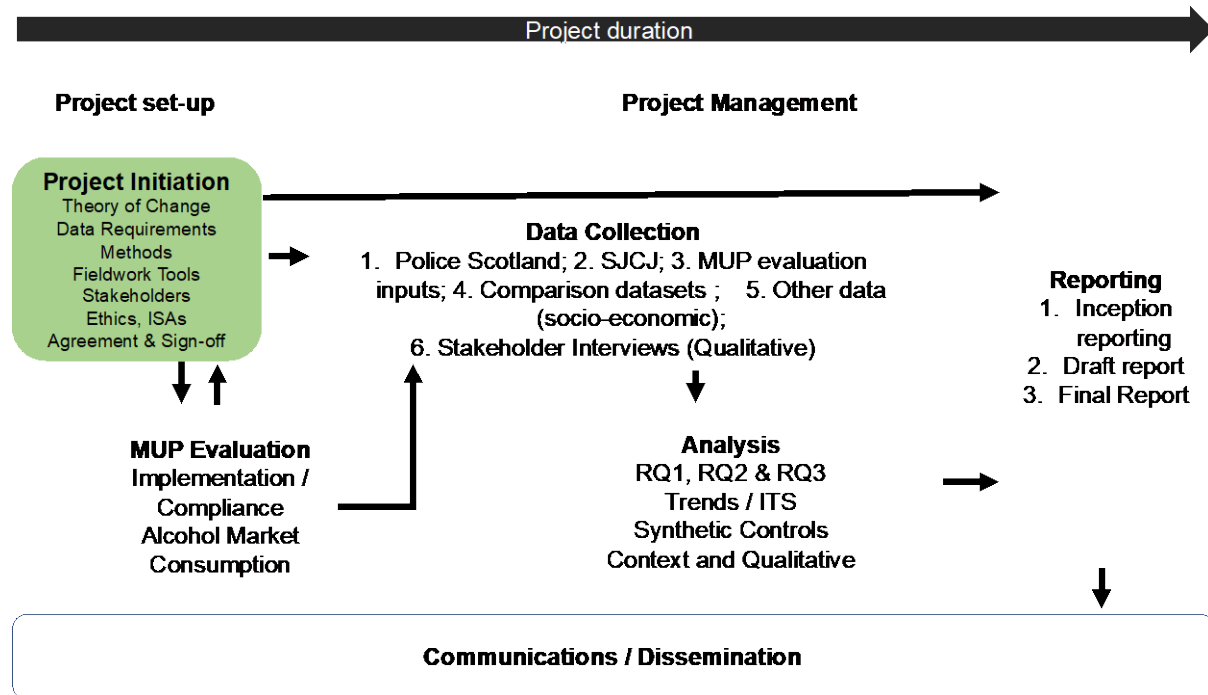 Project duration
Project set-up
Project Management
Project Initiation
Theory of Change
Data Requirements
Methods
Fieldwork Tools
Stakeholders
Ethics, ISAs
Agreement & Sign-off
Data Collection
1. Police Scotland; 2. SJCJ; 3. MUP evaluation
inputs; 4. Comparison datasets ; 5. Other data
(socio-economic);
6. Stakeholder Interviews (Qualitative)
Reporting
1. Inception
reporting
2. Draft report
3. Final Report
MUP Evaluation
Implementation /
Compliance
Alcohol Market
Consumption
Analysis
RQ1, RQ2 & RQ3
Trends / ITS
Synthetic Controls
Context and Qualitative
Communications / Dissemination